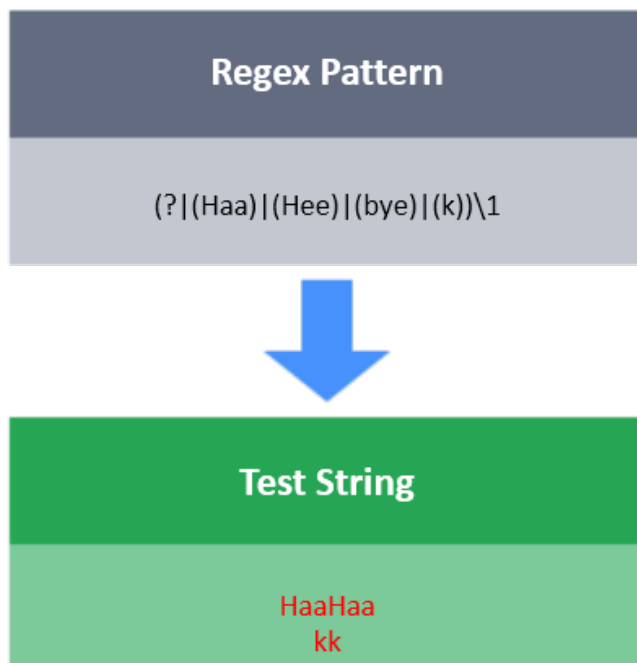 Regex Pattern
(?|(Haa)|(Hee)|(bye)|(k))\1
Test String
HaaHaa
kk